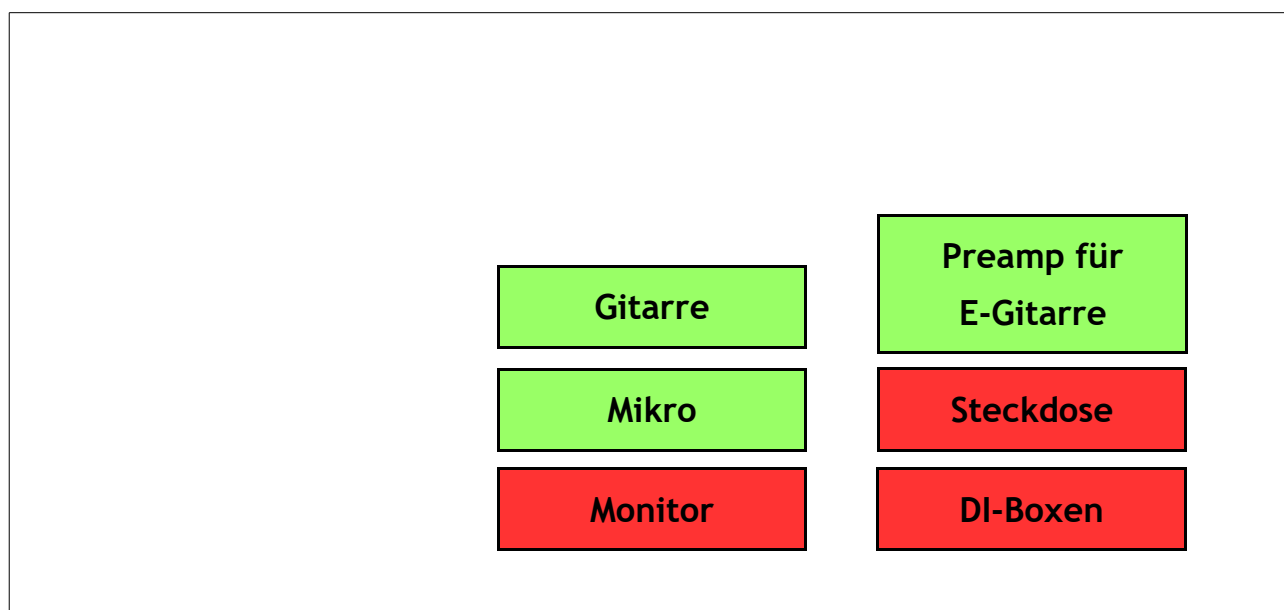 Gitarre
Mikro
Monitor
Preamp für
E-Gitarre
Steckdose
DI-Boxen